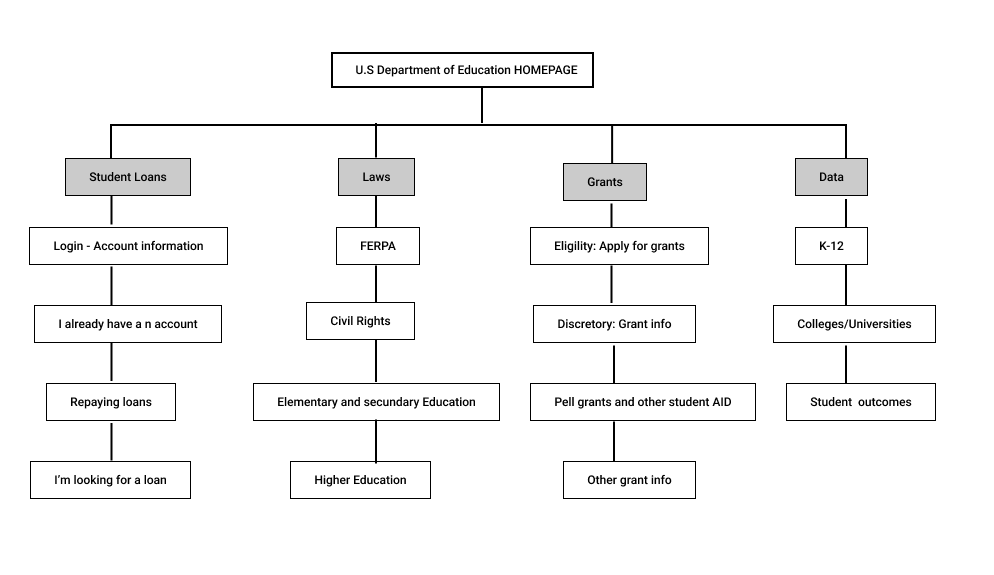 U.S Department of Education HOMEPAGE
Student Loans
Laws
Grants
Data
Login - Account information
FERPA
Eligility: Apply for grants
K-12
I already have a n account
Civil Rights
Discretory: Grant info
Colleges/Universities
Repaying loans
Elementary and secundary Education
Pell grants and other student AID
Student outcomes
I'm looking for a loan
Higher Education
Other grant info